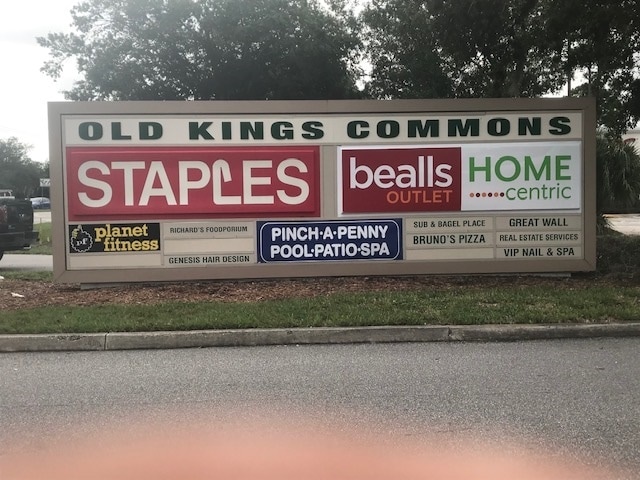 OLD KINGS COMMONS
STAPLES
bealls
OUTLET
HOME
centric
planet
fitness
RICHARD'S FOODPORIUM
GENESIS HAIR DESIGN
PINCH-A-PENNY
POOL·PATIO·SPA
SUB & BAGEL PLACE
BRUNO'S PIZZA
GREAT WALL
REAL ESTATE SERVICES
VIP NAIL & SPA